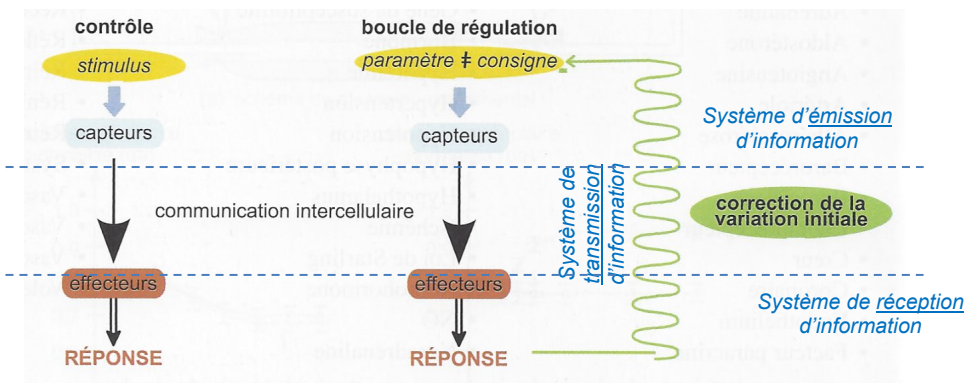 contrôle
boucle de régulation
stimulus
paramètre ǂ consigne
capteurs
capteurs
Système d'émission
d'information
communication intercellulaire
Système de
transmission
d'information
correction de la
variation initiale
effecteurs
effecteurs
Système de réception
d'information
RÉPONSE
RÉPONSE